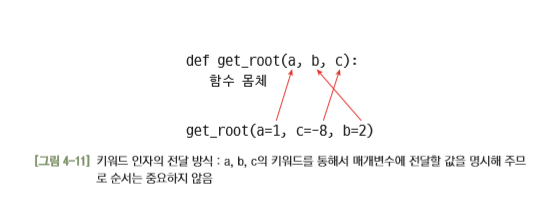 def get_root(a, b, c):
함수 몸체
get_root(a=1, c=-8, b=2)
[그림 4-11] 키워드 인자의 전달 방식 : a, b, c의 키워드를 통해서 매개변수에 전달할 값을 명시해 주므
로 순서는 중요하지 않음